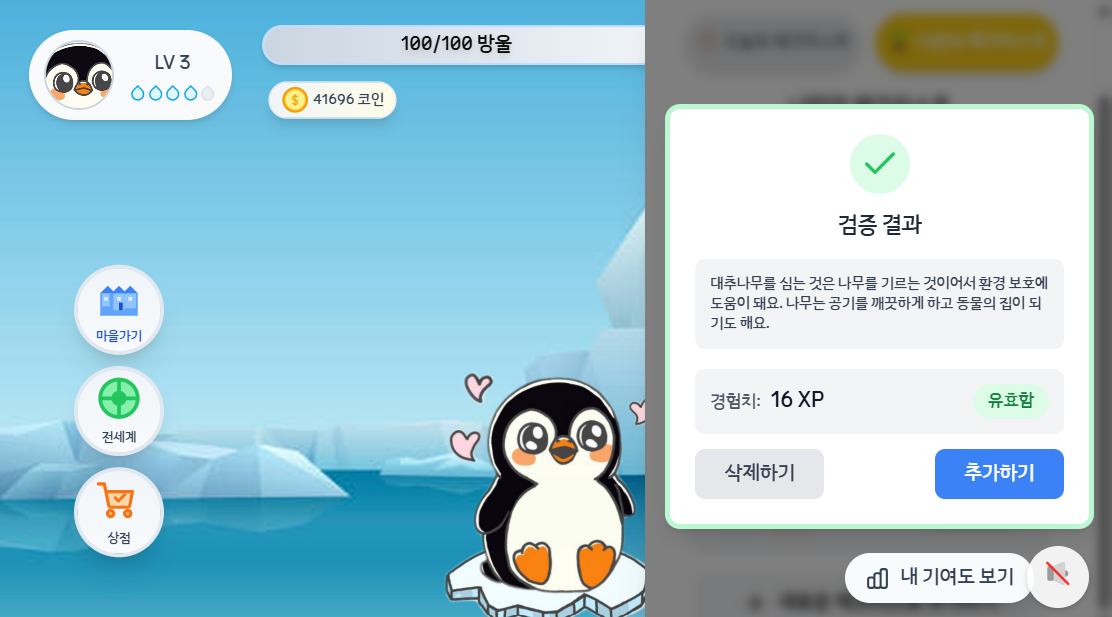 LV 3
100/100 방울
$
41696 코인
마을가기
전세계
상점
검증 결과
대추나무를 심는 것은 나무를 기르는 것이어서 환경 보호에
도움이 돼요. 나무는 공기를 깨끗하게 하고 동물의 집이 되
기도 해요.
경험치: 16 XP
유효함
삭제하기
추가하기
내 기여도 보기